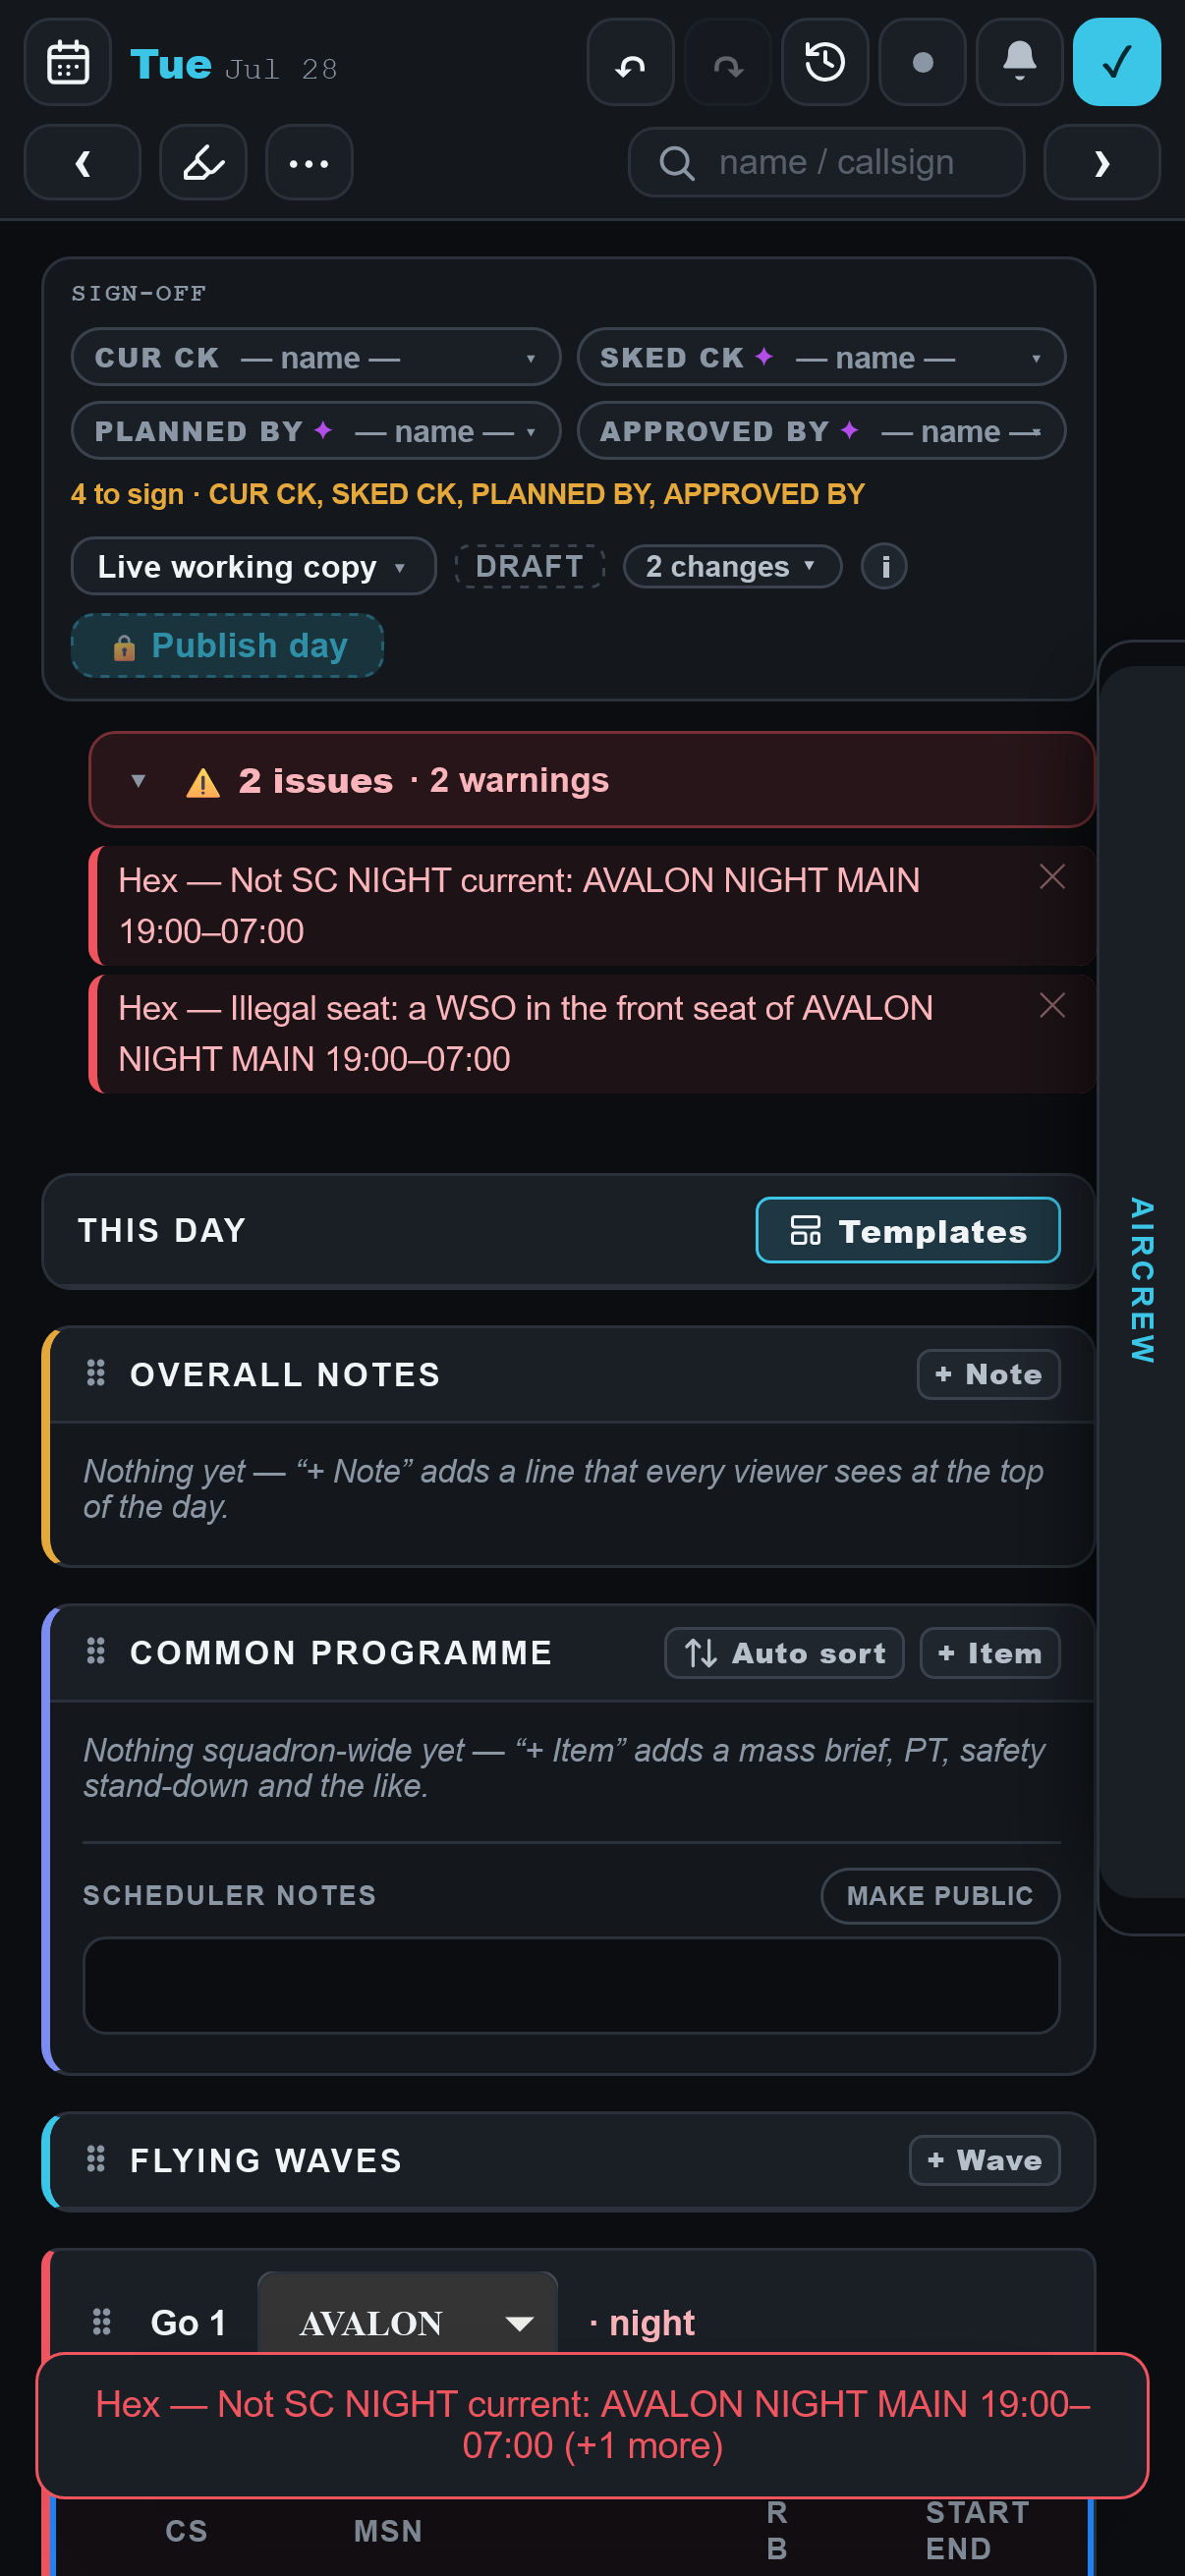 Tue Jul 28
name / callsign
SIGN-OFF
CUR CK — name —
SKED CK — name —
PLANNED BY — name —
APPROVED BY — name —
4 to sign · CUR CK, SKED CK, PLANNED BY, APPROVED BY
Live working copy DRAFT 2 changes i
Publish day
2 issues · 2 warnings
Hex — Not SC NIGHT current: AVALON NIGHT MAIN
19:00–07:00
Hex — Illegal seat: a WSO in the front seat of AVALON
NIGHT MAIN 19:00–07:00
AIRCREW
THIS DAY Templates
OVERALL NOTES + Note
Nothing yet — “+ Note” adds a line that every viewer sees at the top
of the day.
COMMON PROGRAMME Auto sort + Item
Nothing squadron-wide yet — “+ Item” adds a mass brief, PT, safety
stand-down and the like.
SCHEDULER NOTES MAKE PUBLIC
FLYING WAVES + Wave
Go 1 AVALON · night
Hex — Not SC NIGHT current: AVALON NIGHT MAIN 19:00–
07:00 (+1 more)
CS MSN R B START END